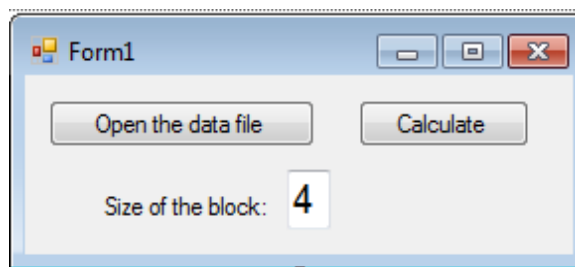 Form1
Open the data file Calculate
Size of the block: 4